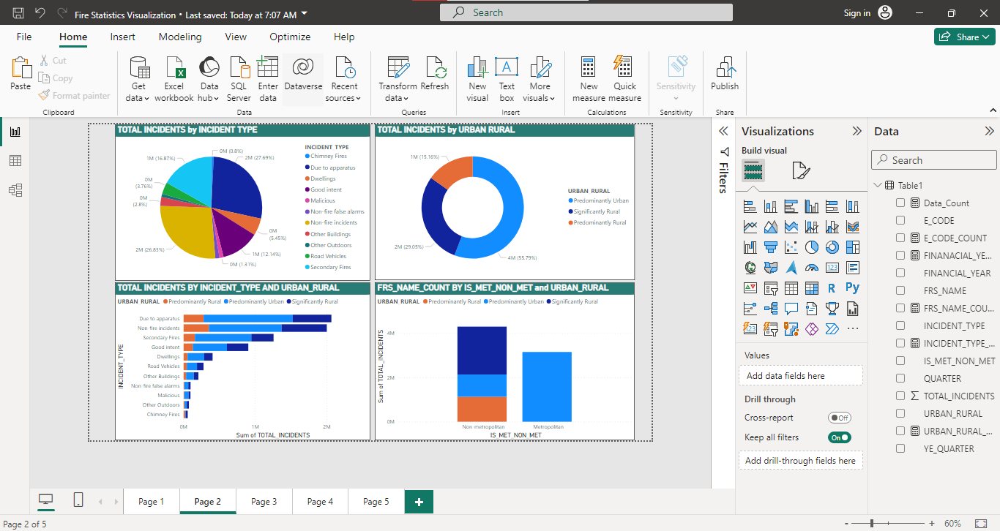 Fire Statistics Visualization • Last saved: Today at 7:07 AM
Search
Sign in
File
Home
Insert
Modeling
View
Optimize
Help
Share
Paste
Cut
Copy
Format painter
Clipboard
Get data
Excel workbook
Data hub
SQL Server
Enter data
Dataverse
Recent sources
Data
Transform data
Refresh
Queries
New visual
Text box
More visuals
Insert
New measure
Quick measure
Calculations
Sensitivity
Sensitivity
Publish
Share
TOTAL INCIDENTS by INCIDENT TYPE
0M (0.8%)
2M (27.69%)
0M
(5.45%)
1M (12.14%)
0M (1.31%)
2M (26.83%)
0M
(2.8%)
0M
(3.76%)
1M (16.87%)
INCIDENT TYPE
Chimney Fires
Due to apparatus
Dwellings
Good intent
Malicious
Non-fire false alarms
Non-fire incidents
Other Buildings
Other Outdoors
Road Vehicles
Secondary Fires
TOTAL INCIDENTS by URBAN RURAL
1M (15.16%)
2M (29.05%)
4M (55.79%)
URBAN RURAL
Predominantly Urban
Significantly Rural
Predominantly Rural
TOTAL INCIDENTS BY INCIDENT_TYPE AND URBAN_RURAL
URBAN RURAL Predominantly Rural Predominantly Urban Significantly Rural
INCIDENT_TYPE
Due to apparatus
Non-fire incidents
Secondary Fires
Good intent
Dwellings
Road Vehicles
Other Buildings
Non-fire false alarms
Malicious
Other Outdoors
Chimney Fires
0M 1M 2M
Sum of TOTAL_INCIDENTS
FRS_NAME_COUNT BY IS_MET_NON_MET and URBAN_RURAL
URBAN RURAL Predominantly Rural Predominantly Urban Significantly Rural
Sum of TOTAL_INCIDENTS
4M
2M
0M
Non-metropolitan Metropolitan
IS_MET_NON_MET
Filters
Visualizations
Build visual
123
R
Py
123
Values
Add data fields here
Drill through
Cross-report
Off
Keep all filters
On
Add drill-through fields here
Data
Search
Table1
Data_Count
E_CODE
E_CODE_COUNT
FINANACIAL_YE...
FINANCIAL_YEAR
FRS_NAME
FRS_NAME_COU...
INCIDENT_TYPE
INCIDENT_TYPE_...
IS_MET_NON_MET
QUARTER
TOTAL_INCIDENTS
URBAN_RURAL
URBAN_RURAL_...
YE_QUARTER
Page 1
Page 2
Page 3
Page 4
Page 5
Page 2 of 5
60%